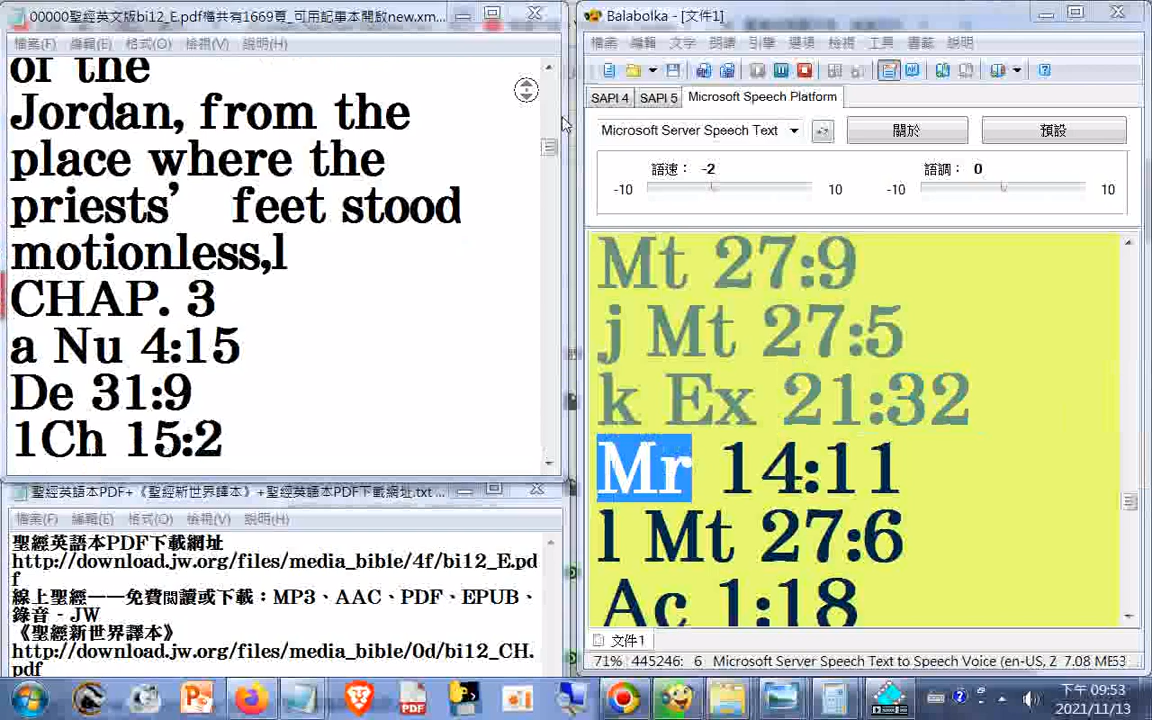 00000聖經英文版bi12_E.pdf檔共有1669頁_可用記事本開啟new.xm...
檔案(F) 編輯(E) 格式(O) 檢視(V) 說明(H)
of the
Jordan, from the
place where the
priests’ feet stood
motionless,l
CHAP. 3
a Nu 4:15
De 31:9
1Ch 15:2
聖經英語本PDF+《聖經新世界譯本》+聖經英語本PDF下載網址.txt ...
檔案(F) 編輯(E) 格式(O) 檢視(V) 說明(H)
聖經英語本PDF下載網址
http://download.jw.org/files/media_bible/4f/bi12_E.pd
f
線上聖經——免費閱讀或下載：MP3、AAC、PDF、EPUB、
錄音 - JW
《聖經新世界譯本》
http://download.jw.org/files/media_bible/0d/bi12_CH.
pdf
Balabolka - [文件1]
檔案 編輯 文字 朗讀 引擎 選項 檢視 工具 書籤 說明
SAPI 4 SAPI 5 Microsoft Speech Platform
Microsoft Server Speech Text 關於 預設
語速： -2 語調： 0
-10 10 -10 10
Mt 27:9
j Mt 27:5
k Ex 21:32
Mr 14:11
l Mt 27:6
Ac 1:18
文件1
71% 445246: 6 Microsoft Server Speech Text to Speech Voice (en-US, Z 7.08 ME53
下午 09:53
2021/11/13